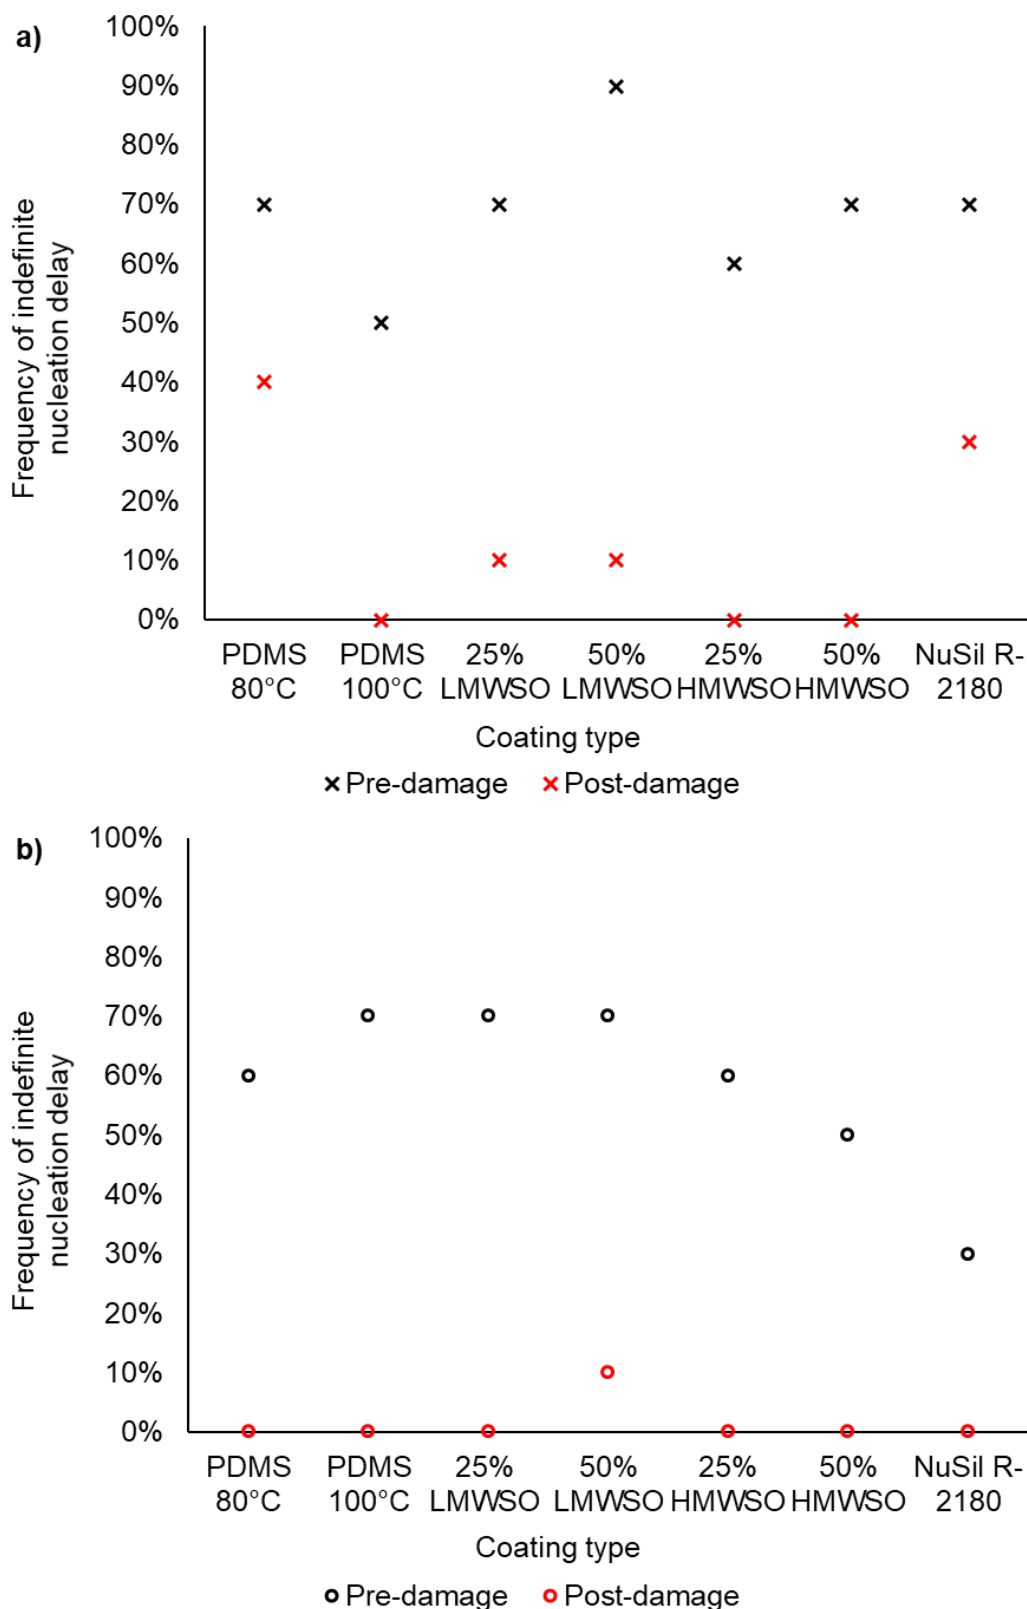 a)
100%
90%
80%
70%
60%
50%
40%
30%
20%
10%
0%
Frequency of indefinite
nucleation delay
PDMS 80°C
PDMS 100°C
25% LMWSO
50% LMWSO
25% HMWSO
50% HMWSO
NuSil R-2180
Coating type
Pre-damage Post-damage
b)
100%
90%
80%
70%
60%
50%
40%
30%
20%
10%
0%
Frequency of indefinite
nucleation delay
PDMS 80°C
PDMS 100°C
25% LMWSO
50% LMWSO
25% HMWSO
50% HMWSO
NuSil R-2180
Coating type
Pre-damage Post-damage